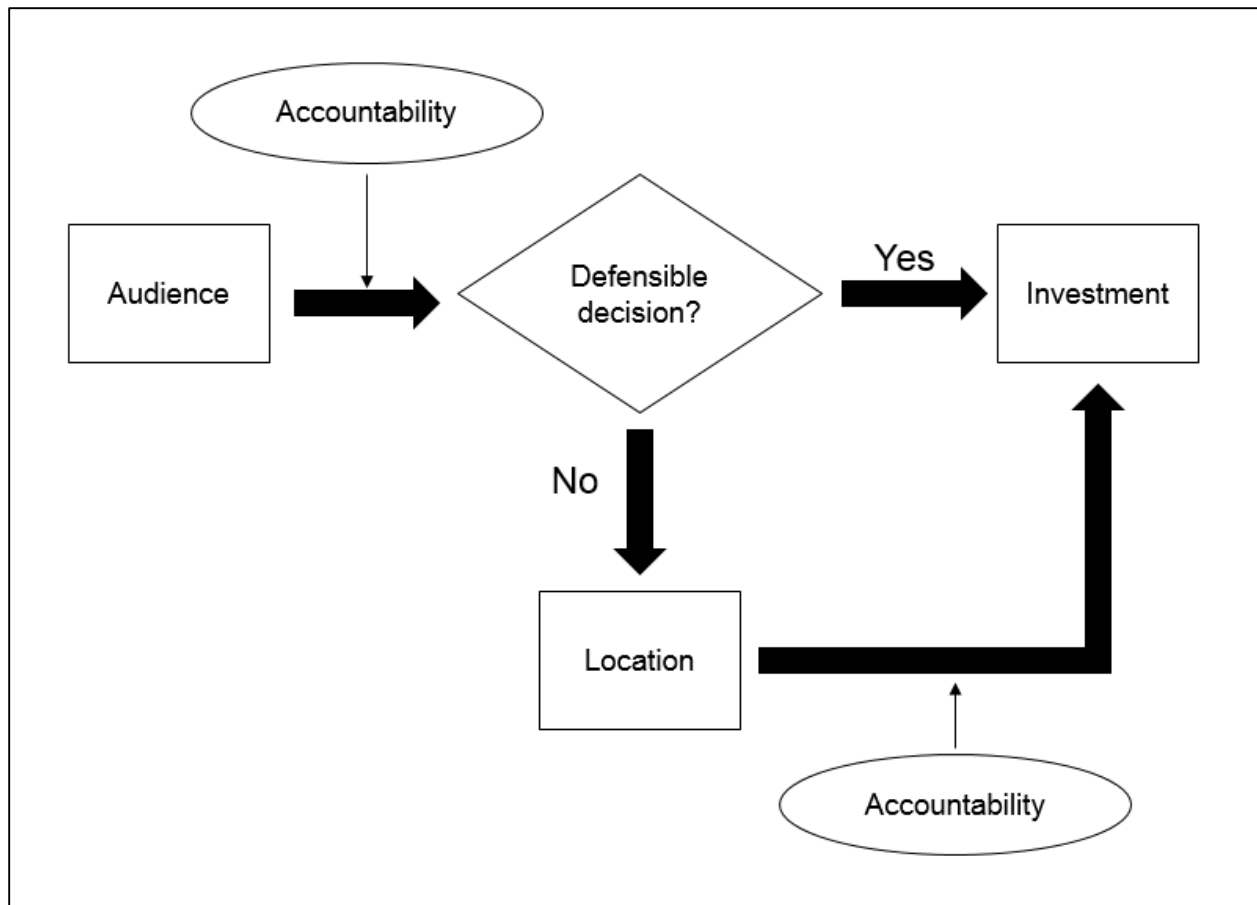 Accountability
Audience
Defensible
decision?
Yes
Investment
No
Location
Accountability